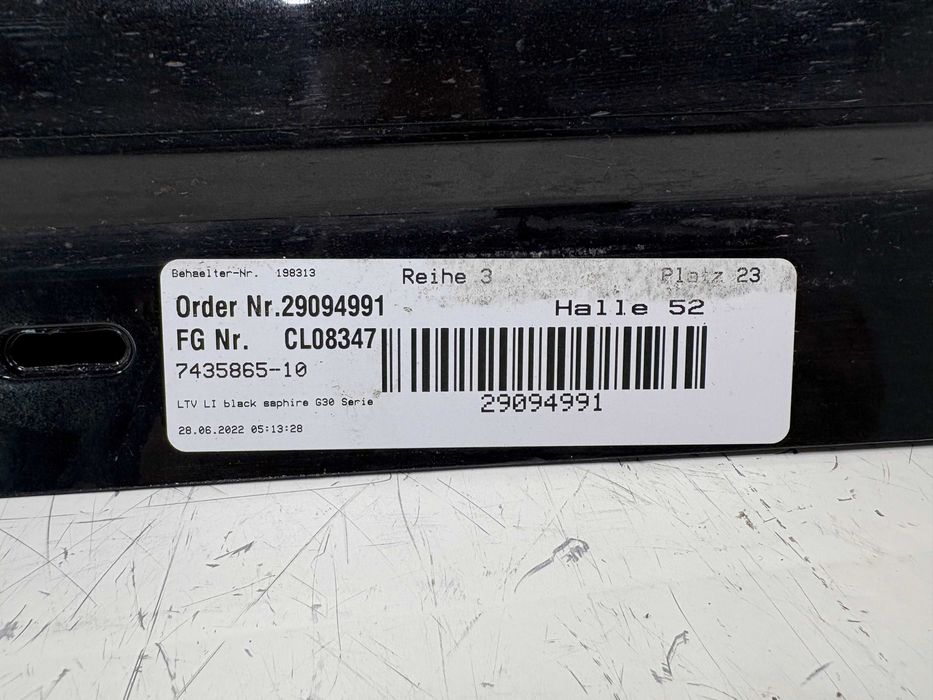 Behaelter-Nr. 198313
Reihe 3
Platz 23
Order Nr.29094991
Halle 52
FG Nr. CL08347
7435865-10
29094991
LTV LI black saphire G30 Serie
28.06.2022 05:13:28